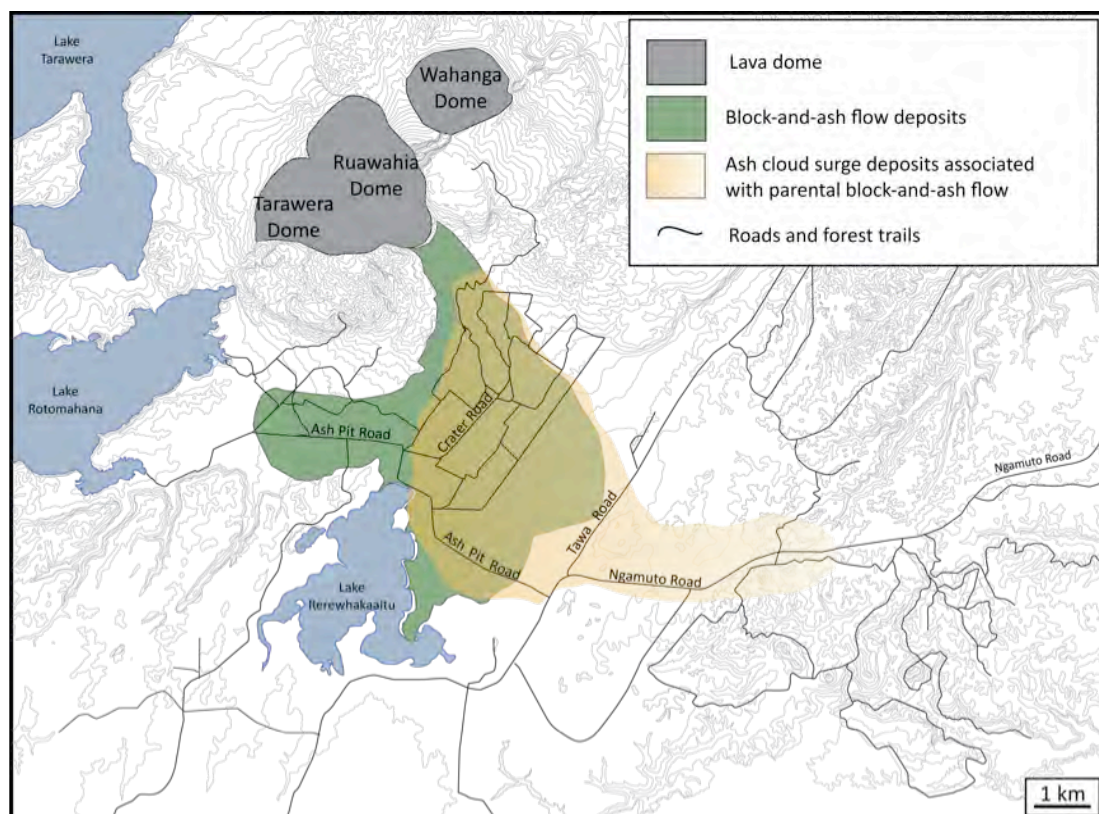 Lake
Tarawera
Wahanga
Dome
Ruawahia
Dome
Tarawera
Dome
Lava dome
Block-and-ash flow deposits
Ash cloud surge deposits associated
with parental block-and-ash flow
Roads and forest trails
Lake
Rotomahana
Ash Pit Road
Crater Road
Tawa Road
Ngamuto Road
Ash Pit Road
Ngamuto Road
Lake
Rerewhakaaitu
1 km